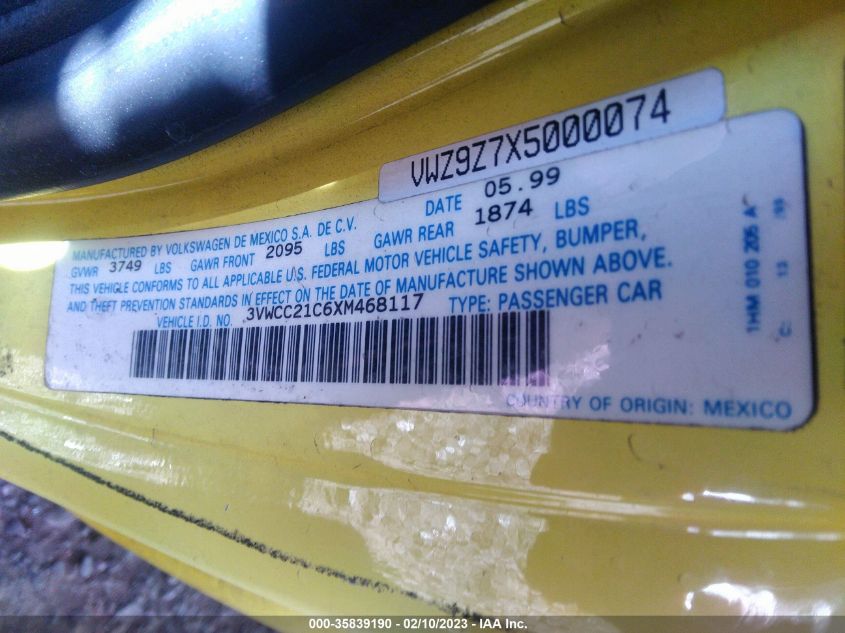 VWZ9Z7X5000074
MANUFACTURED BY VOLKSWAGEN DE MEXICO S.A. DE C.V. DATE 05.99
GVWR 3749 LBS GAWR FRONT 2095 LBS GAWR REAR 1874 LBS
THIS VEHICLE CONFORMS TO ALL APPLICABLE U.S. FEDERAL MOTOR VEHICLE SAFETY, BUMPER,
AND THEFT PREVENTION STANDARDS IN EFFECT ON THE DATE OF MANUFACTURE SHOWN ABOVE.
VEHICLE I.D. NO. 3VWCC21C6XM468117 TYPE: PASSENGER CAR
COUNTRY OF ORIGIN: MEXICO
1HM 010 205 A
C. 13
000-35839190 - 02/10/2023 - IAA Inc.